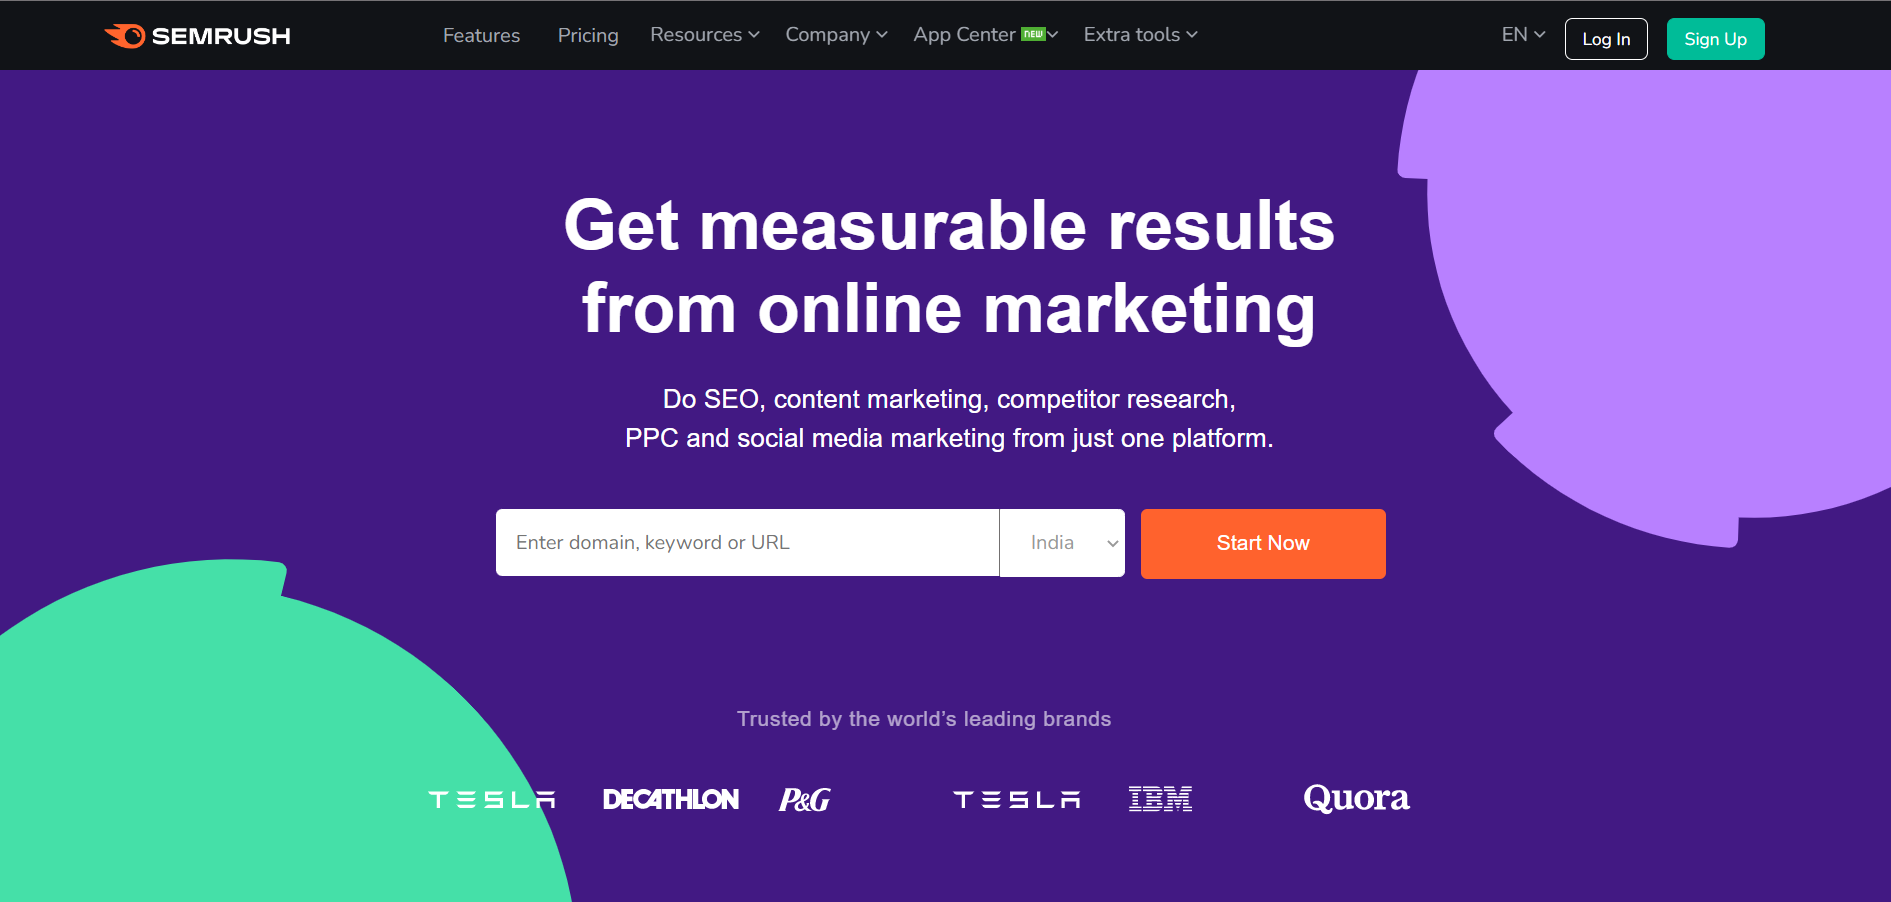 SEMRUSH Features Pricing Resources Company App Center NEW Extra tools EN Log In Sign Up
Get measurable results
from online marketing
Do SEO, content marketing, competitor research,
PPC and social media marketing from just one platform.
Enter domain, keyword or URL India Start Now
Trusted by the world’s leading brands
TESLA DECATHLON P&G TESLA IBM Quora